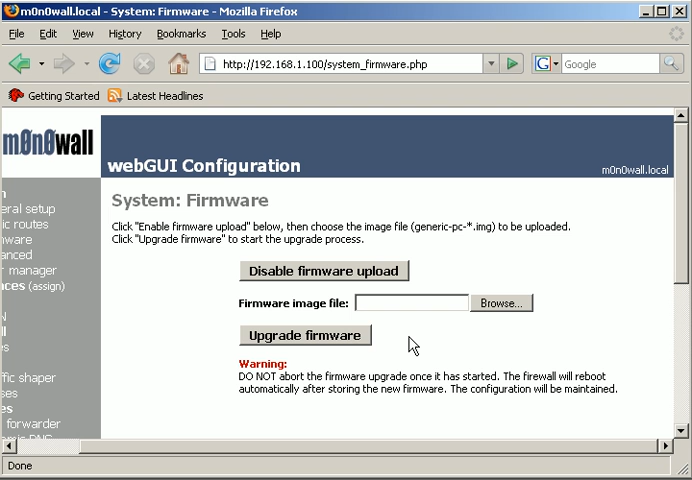 m0n0wall.local - System: Firmware - Mozilla Firefox
File Edit View History Bookmarks Tools Help
http://192.168.1.100/system_firmware.php
G Google
Getting Started Latest Headlines
m0n0wall
webGUI Configuration
m0n0wall.local
System: Firmware
Click "Enable firmware upload" below, then choose the image file (generic-pc-*.img) to be uploaded.
Click "Upgrade firmware" to start the upgrade process.
Disable firmware upload
Firmware image file: Browse...
Upgrade firmware
Warning:
DO NOT abort the firmware upgrade once it has started. The firewall will reboot
automatically after storing the new firmware. The configuration will be maintained.
n
eral setup
ic routes
ware
anced
r manager
ces (assign)
N
ll
es
ffic shaper
ses
es
forwarder
Done